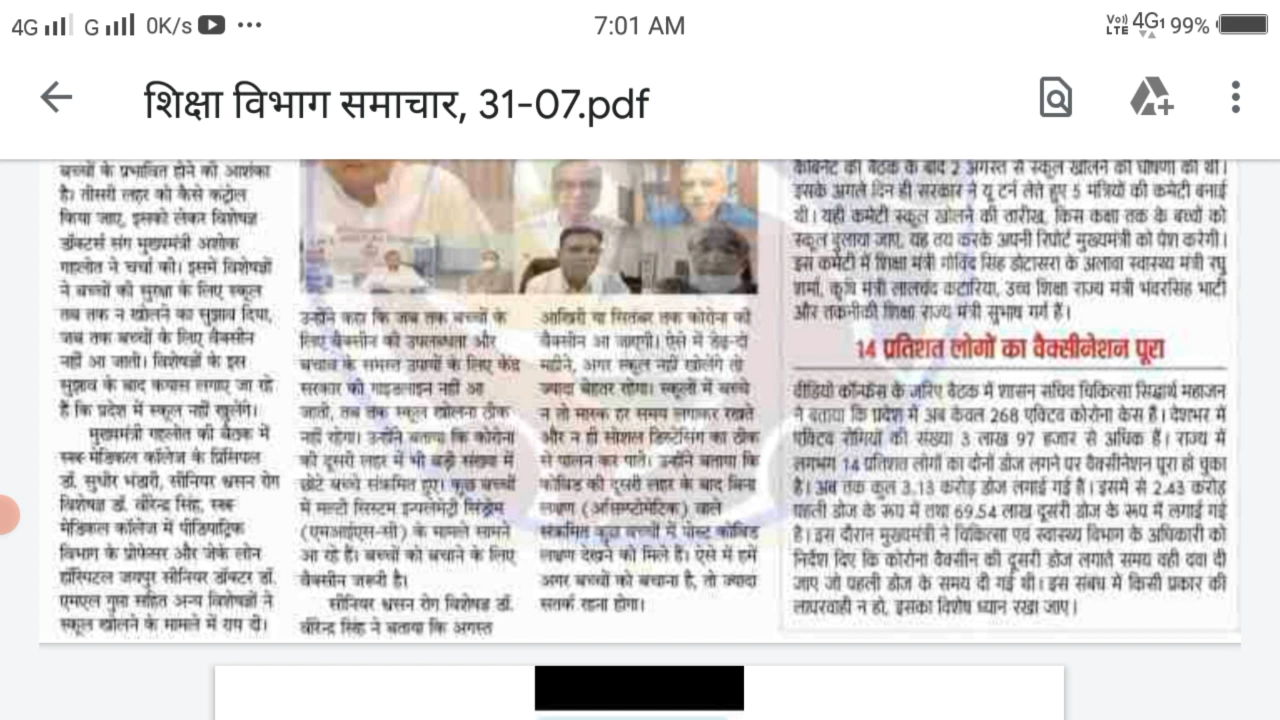 4G G 0K/s 7:01 AM Vo) LTE 4G1 99%
शिक्षा विभाग समाचार, 31-07.pdf
बच्चों के प्रभावित होने की आशंका
है। तीसरी लहर को कैसे कंट्रोल
किया जाए, इसको लेकर विशेषज्ञ
डॉक्टर्स संग मुख्यमंत्री अशोक
गहलोत ने चर्चा की। इसमें विशेषज्ञों
ने बच्चों की सुरक्षा के लिए स्कूल
तब तक न खोलने का सुझाव दिया,
जब तक बच्चों के लिए वैक्सीन
नहीं आ जाती। विशेषज्ञों के इस
सुझाव के बाद कयास लगाए जा रहे
हैं कि प्रदेश में स्कूल नहीं खुलेंगे।
मुख्यमंत्री गहलोत की बैठक में
मेडिकल कॉलेज के प्रिंसिपल
डॉ. सुधीर भंडारी, सीनियर श्वसन रोग
विशेषज्ञ डॉ. वीरेन्द्र सिंह,
मेडिकल कॉलेज में पीडियाट्रिक
विभाग के प्रोफेसर और जेके लोन
हॉस्पिटल जयपुर सीनियर डॉक्टर डॉ.
एमएल गुप्ता सहित अन्य विशेषज्ञों ने
स्कूल खोलने के मामले में राय दी।
उन्होंने कहा कि जब तक बच्चों के
लिए वैक्सीन की उपलब्धता और
बचाव के समस्त उपायों के लिए केंद्र
सरकार की गाइडलाइन नहीं आ
जाती, तब तक स्कूल खोलना ठीक
नहीं रहेगा। उन्होंने बताया कि कोरोना
की दूसरी लहर में भी बड़ी संख्या में
छोटे बच्चे संक्रमित हुए। कुछ बच्चों
में मल्टी सिस्टम इन्फ्लेमेट्री सिंड्रोम
(एमआईएस-सी) के मामले सामने
आ रहे हैं। बच्चों को बचाने के लिए
वैक्सीन जरूरी है।
सीनियर श्वसन रोग विशेषज्ञ डॉ.
वीरेन्द्र सिंह ने बताया कि अगस्त
आखिरी या सितंबर तक कोरोना की
वैक्सीन आ जाएगी। ऐसे में डेढ़-दो
महीने, अगर स्कूल नहीं खोलेंगे तो
ज्यादा बेहतर रहेगा। स्कूलों में बच्चे
न तो मास्क हर समय लगाकर रखते
और न ही सोशल डिस्टेंसिंग का ठीक
से पालन कर पाते। उन्होंने बताया कि
कोविड की दूसरी लहर के बाद बिना
लक्षण (असिम्प्टोमेटिक) वाले
संक्रमित कुछ बच्चों में पोस्ट कोविड
लक्षण देखने को मिले हैं। ऐसे में हमें
अगर बच्चों को बचाना है, तो ज्यादा
सतर्क रहना होगा।
कैबिनेट की बैठक के बाद 2 अगस्त से स्कूल खोलने की घोषणा की थी।
इसके अगले दिन ही सरकार ने यू टर्न लेते हुए 5 मंत्रियों की कमेटी बनाई
थी। यही कमेटी स्कूल खोलने की तारीख, किस कक्षा तक के बच्चों को
स्कूल बुलाया जाए, यह तय करके अपनी रिपोर्ट मुख्यमंत्री को पेश करेगी।
इस कमेटी में शिक्षा मंत्री गोविंद सिंह डोटासरा के अलावा स्वास्थ्य मंत्री रघु
शर्मा, कृषि मंत्री लालचंद कटारिया, उच्च शिक्षा राज्य मंत्री भंवरसिंह भाटी
और तकनीकी शिक्षा राज्य मंत्री सुभाष गर्ग हैं।
14 प्रतिशत लोगों का वैक्सीनेशन पूरा
वीडियो कॉन्फ्रेंस के जरिए बैठक में शासन सचिव चिकित्सा सिद्धार्थ महाजन
ने बताया कि प्रदेश में अब केवल 268 एक्टिव कोरोना केस हैं। देशभर में
एक्टिव रोगियों की संख्या 3 लाख 97 हजार से अधिक हैं। राज्य में
लगभग 14 प्रतिशत लोगों का दोनों डोज लगने पर वैक्सीनेशन पूरा हो चुका
है। अब तक कुल 3.13 करोड़ डोज लगाई गई हैं। इसमें से 2.43 करोड़
पहली डोज के रूप में तथा 69.54 लाख दूसरी डोज के रूप में लगाई गई
है। इस दौरान मुख्यमंत्री ने चिकित्सा एवं स्वास्थ्य विभाग के अधिकारी को
निर्देश दिए कि कोरोना वैक्सीन की दूसरी डोज लगाते समय वही दवा दी
जाए जो पहली डोज के समय दी गई थी। इस संबंध में किसी प्रकार की
लापरवाही न हो, इसका विशेष ध्यान रखा जाए।